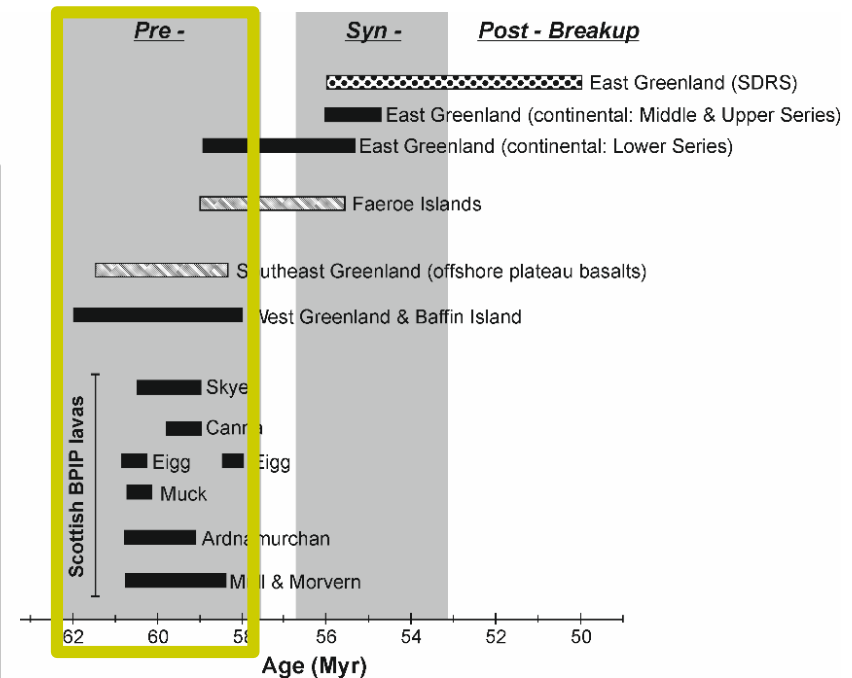 Pre - Syn - Post - Breakup
East Greenland (SDRS)
East Greenland (continental: Middle & Upper Series)
East Greenland (continental: Lower Series)
Faeroe Islands
Southeast Greenland (offshore plateau basalts)
West Greenland & Baffin Island
Scottish BPIP lavas
Skye
Canna
Eigg Eigg
Muck
Ardnamurchan
Mull & Morvern
62 60 58 56 54 52 50
Age (Myr)